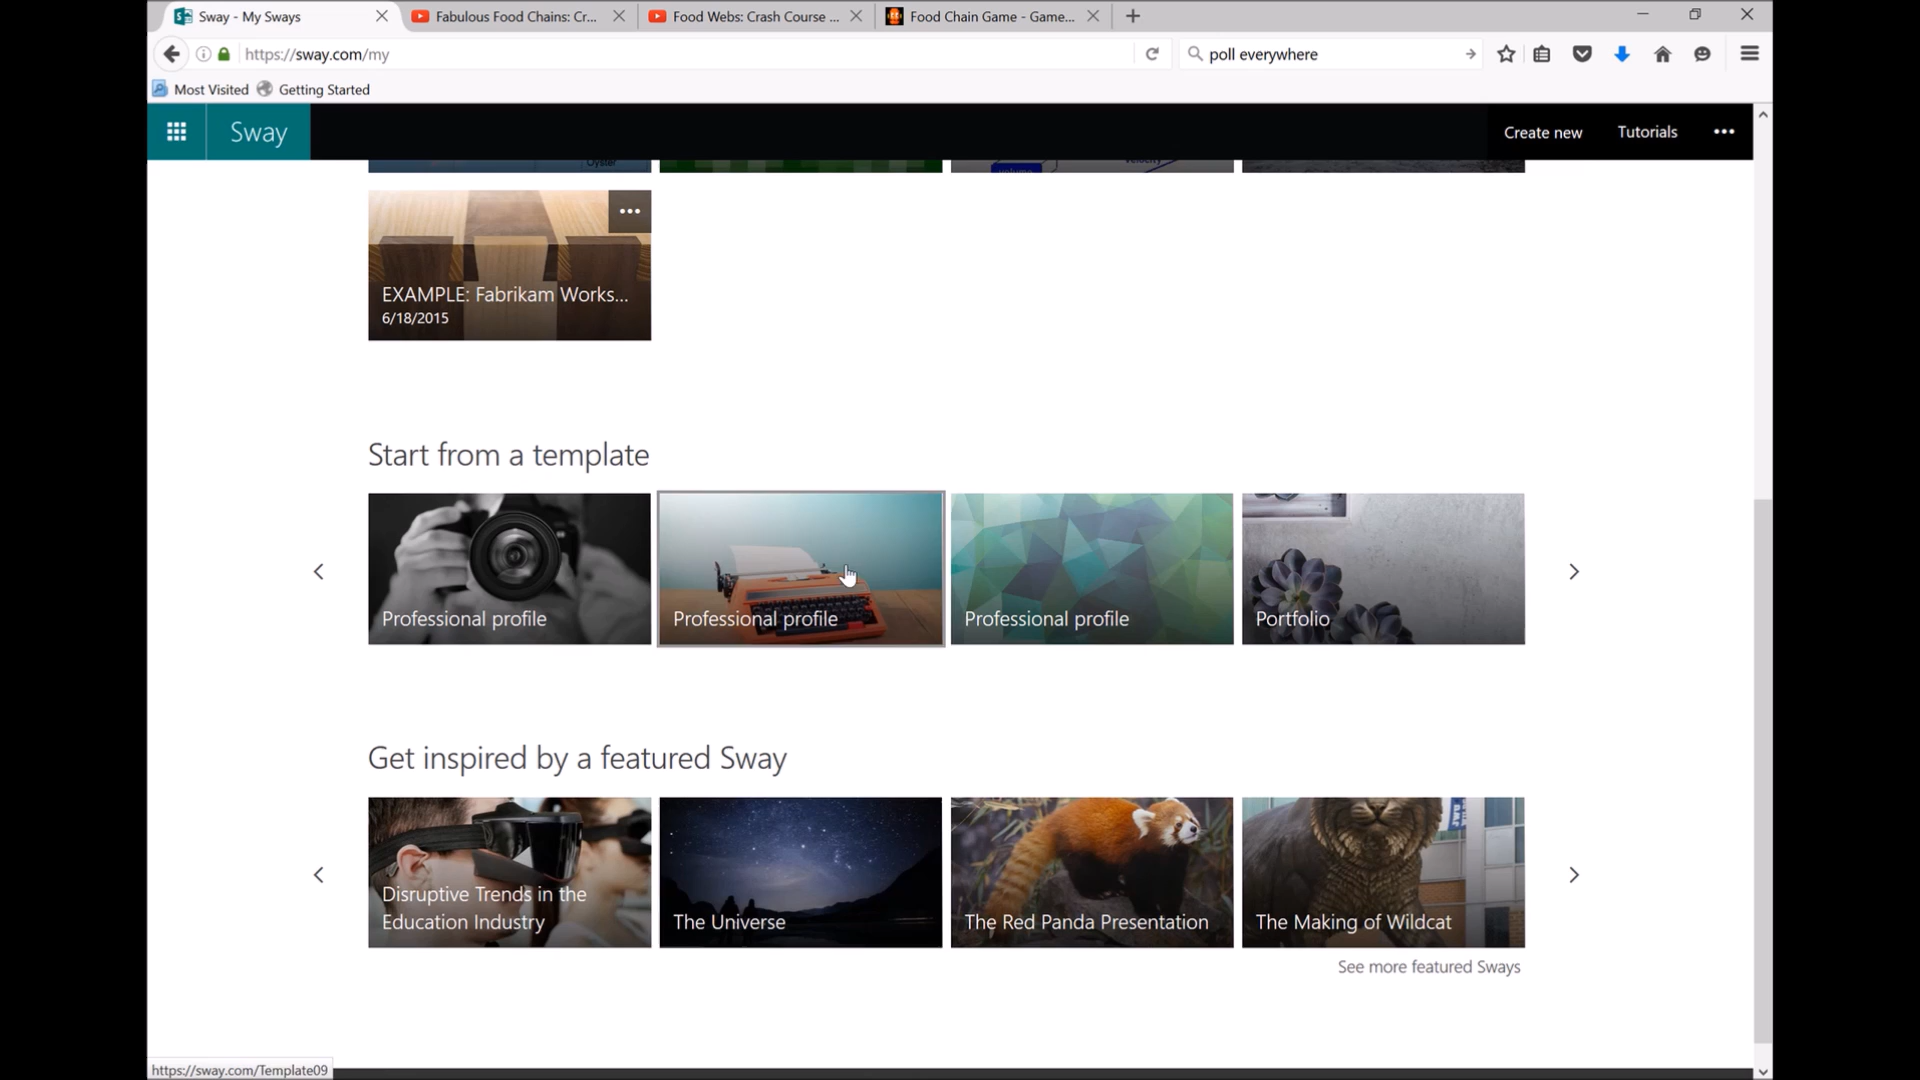 Sway - My Sways
Fabulous Food Chains: Cr...
Food Webs: Crash Course ...
Food Chain Game - Game...
https://sway.com/my
poll everywhere
Most Visited
Getting Started
Sway
Create new
Tutorials
Oyster
volume
velocity
EXAMPLE: Fabrikam Works...
6/18/2015
Start from a template
Professional profile
Professional profile
Professional profile
Portfolio
Get inspired by a featured Sway
Disruptive Trends in the
Education Industry
The Universe
The Red Panda Presentation
The Making of Wildcat
See more featured Sways
https://sway.com/Template09